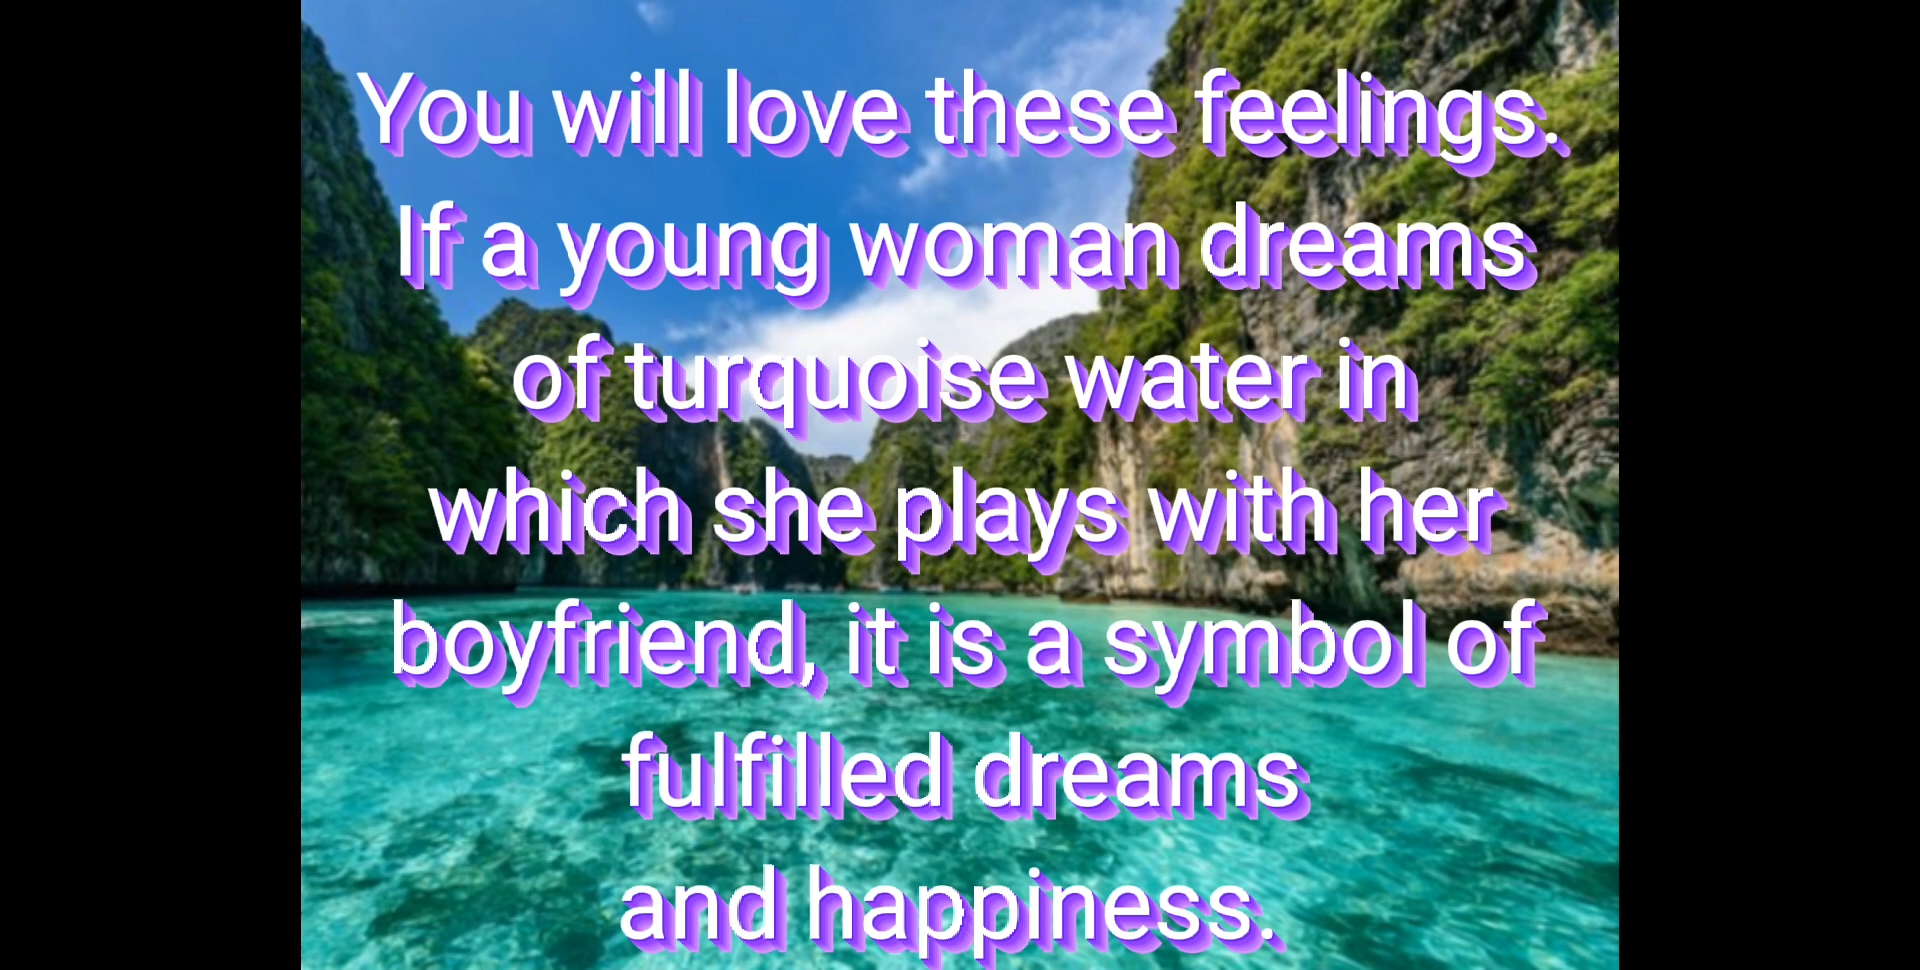 You will love these feelings.
If a young woman dreams
of turquoise water in
which she plays with her
boyfriend, it is a symbol of
fulfilled dreams
and happiness.